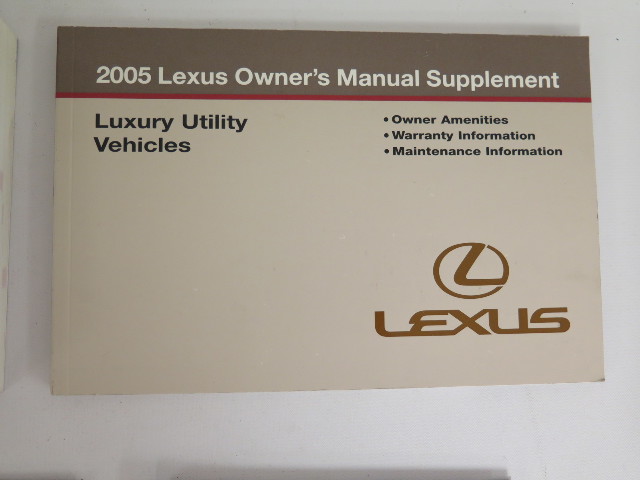 2005 Lexus Owner's Manual Supplement
Luxury Utility
Vehicles
• Owner Amenities
• Warranty Information
• Maintenance Information
LEXUS